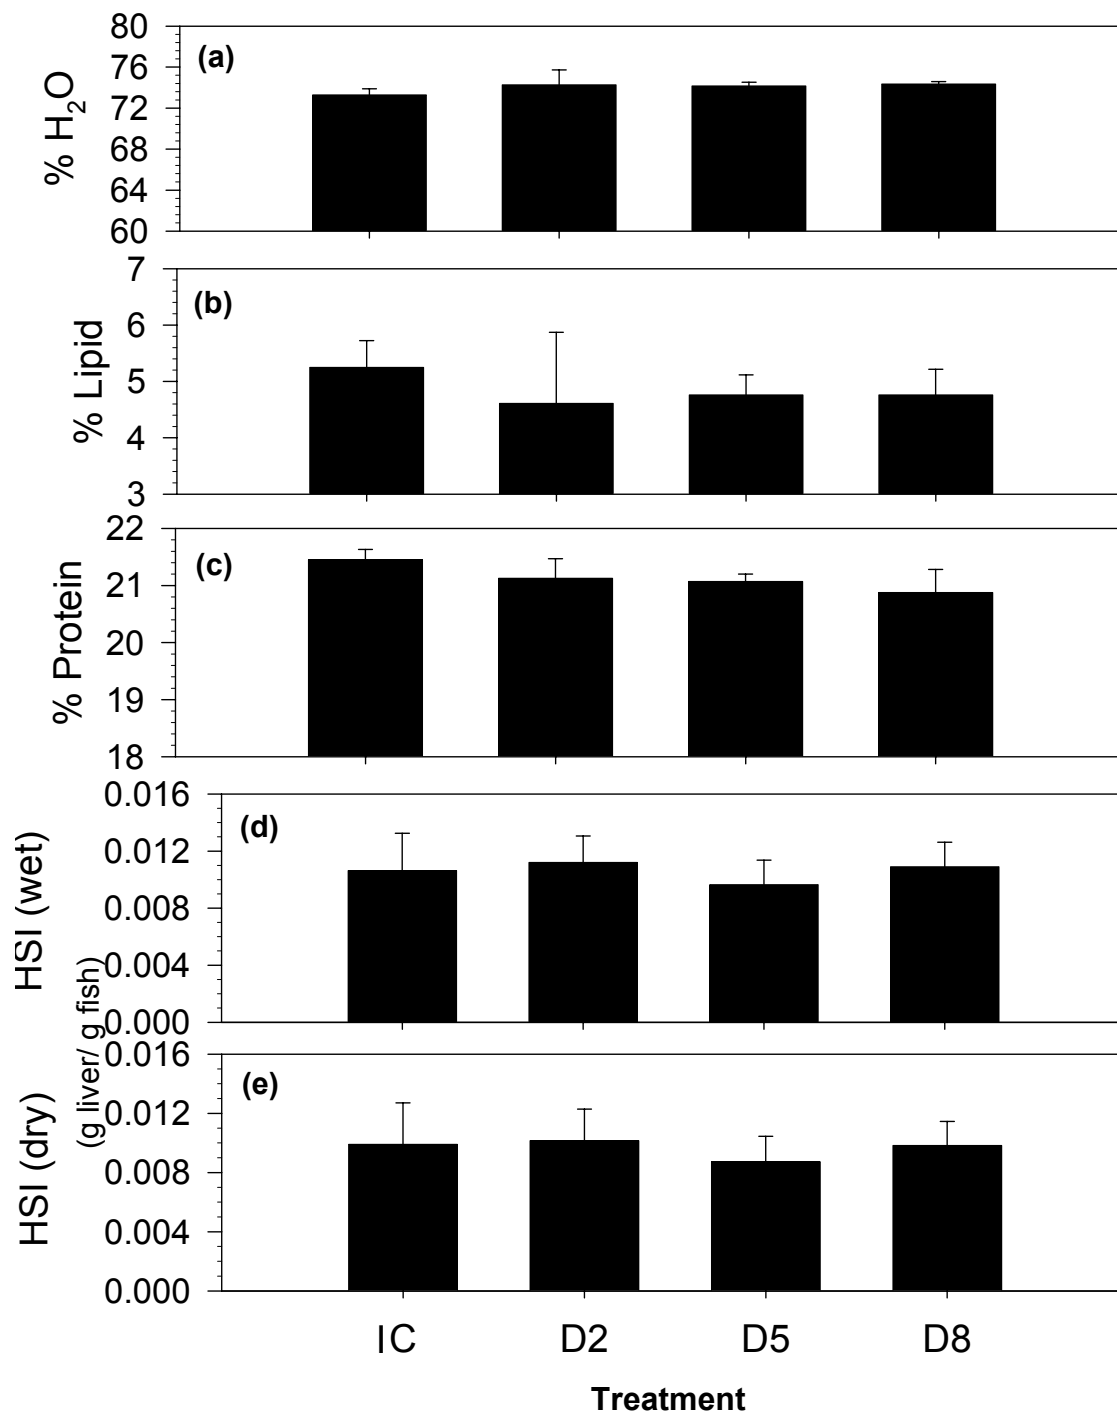 (a)
% H₂O
80
76
72
68
64
60
(b)
% Lipid
7
6
5
4
3
(c)
% Protein
22
21
20
19
18
(d)
HSI (wet)
0.016
0.012
0.008
0.004
0.000
(g liver/ g fish)
(e)
HSI (dry)
0.016
0.012
0.008
0.004
0.000
IC D2 D5 D8
Treatment